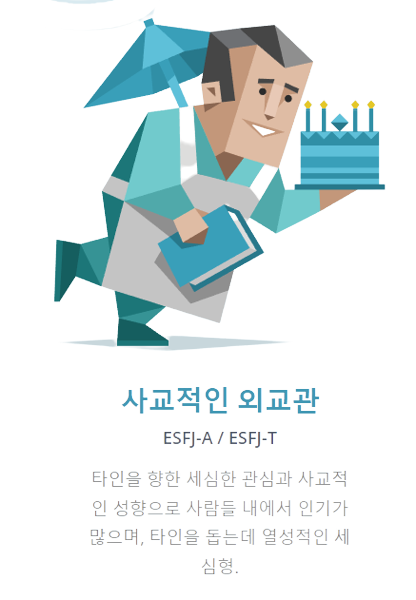 사교적인 외교관
ESFJ-A / ESFJ-T
타인을 향한 세심한 관심과 사교적
인 성향으로 사람들 내에서 인기가
많으며, 타인을 돕는데 열성적인 세
심형.